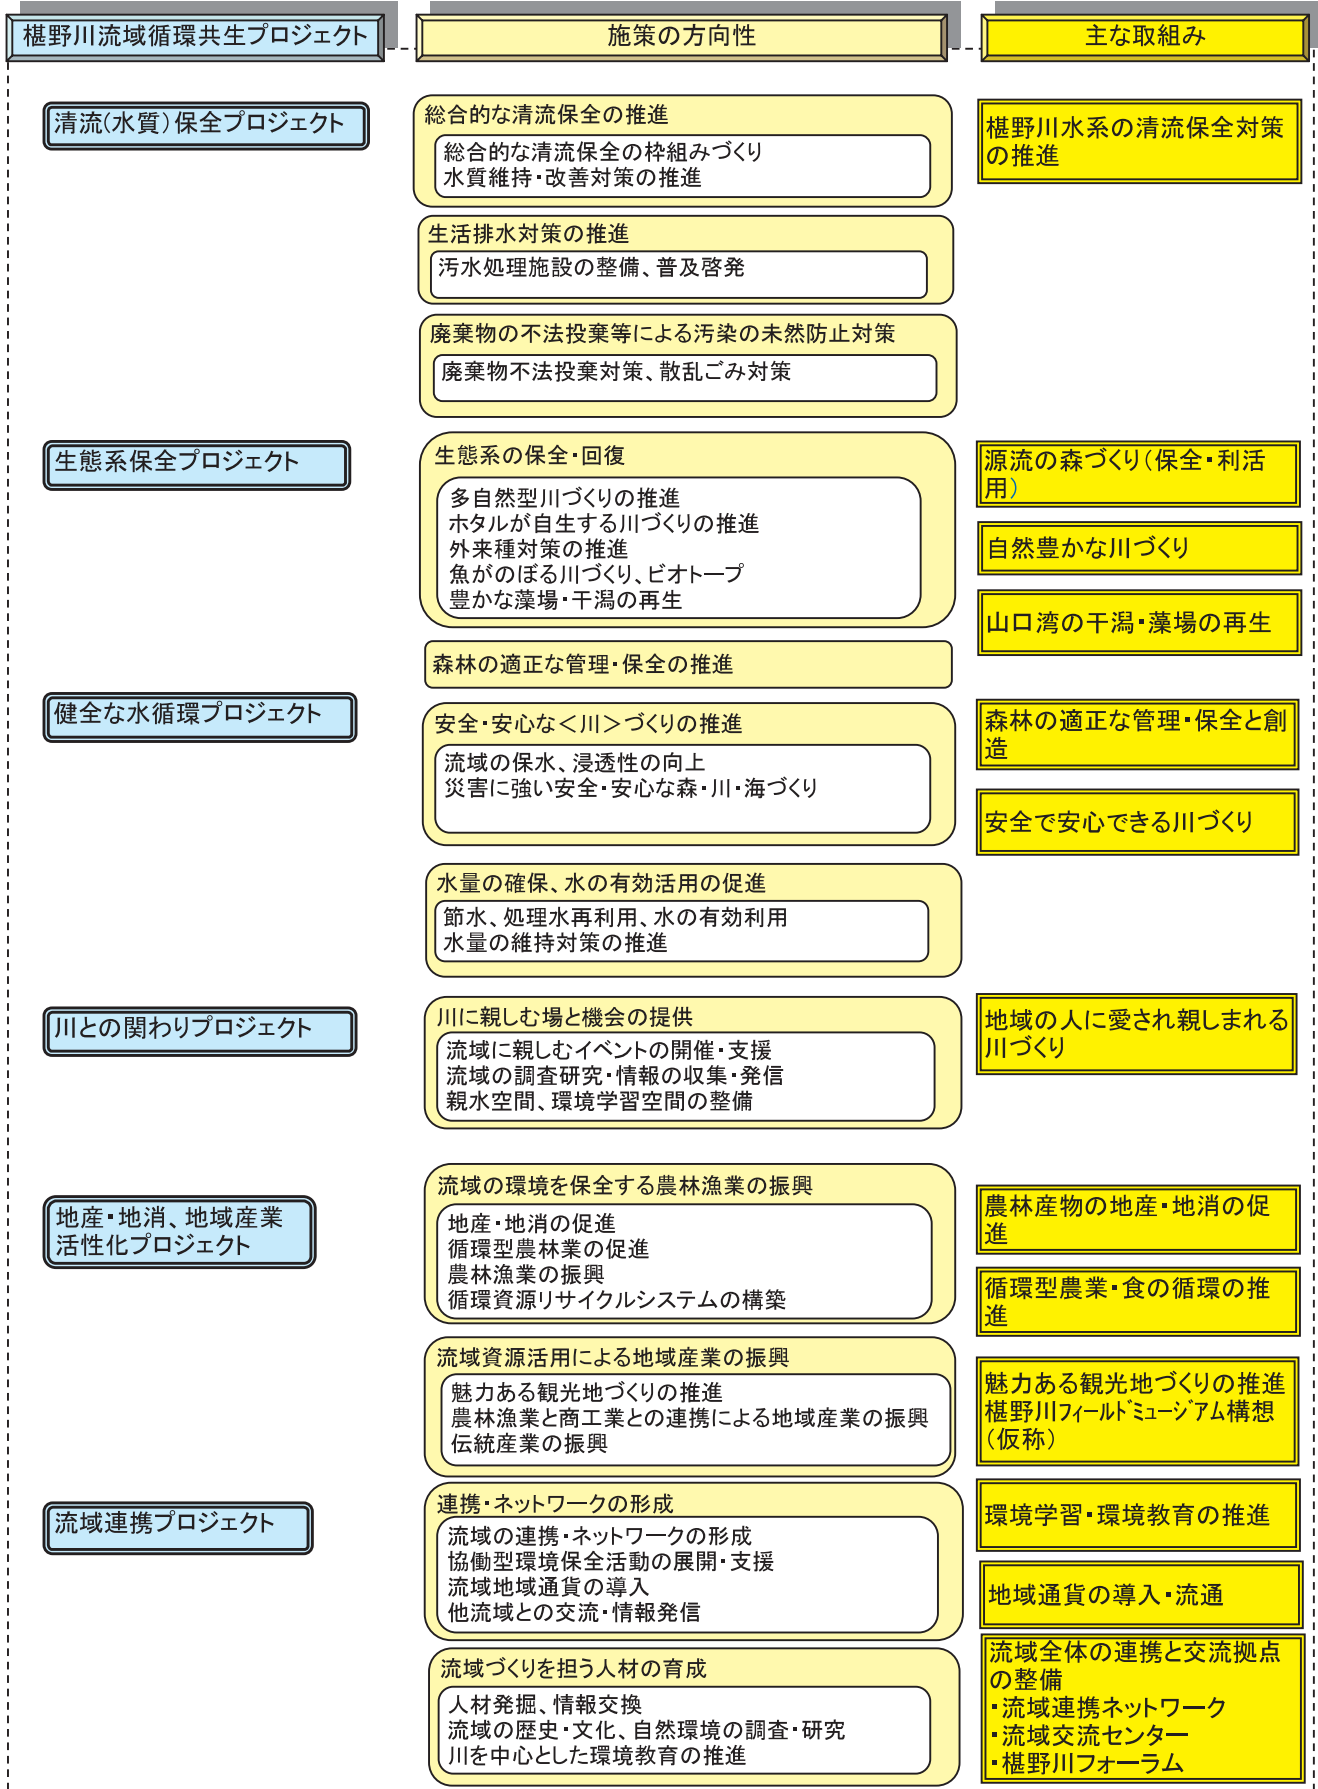 椹野川流域循環共生プロジェクト
施策の方向性
主な取組み
清流(水質)保全プロジェクト
総合的な清流保全の推進
総合的な清流保全の枠組みづくり
水質維持・改善対策の推進
椹野川水系の清流保全対策
の推進
生活排水対策の推進
汚水処理施設の整備、普及啓発
廃棄物の不法投棄等による汚染の未然防止対策
廃棄物不法投棄対策、散乱ごみ対策
生態系保全プロジェクト
生態系の保全・回復
多自然型川づくりの推進
ホタルが自生する川づくりの推進
外来種対策の推進
魚がのぼる川づくり、ビオトープ
豊かな藻場・干潟の再生
森林の適正な管理・保全の推進
源流の森づくり(保全・利活
用)
自然豊かな川づくり
山口湾の干潟・藻場の再生
健全な水循環プロジェクト
安全・安心な<川>づくりの推進
流域の保水、浸透性の向上
災害に強い安全・安心な森・川・海づくり
水量の確保、水の有効活用の促進
節水、処理水再利用、水の有効利用
水量の維持対策の推進
森林の適正な管理・保全と創
造
安全で安心できる川づくり
川との関わりプロジェクト
川に親しむ場と機会の提供
流域に親しむイベントの開催・支援
流域の調査研究・情報の収集・発信
親水空間、環境学習空間の整備
地域の人に愛され親しまれる
川づくり
地産・地消、地域産業
活性化プロジェクト
流域の環境を保全する農林漁業の振興
地産・地消の促進
循環型農林業の促進
農林漁業の振興
循環資源リサイクルシステムの構築
流域資源活用による地域産業の振興
魅力ある観光地づくりの推進
農林漁業と商工業との連携による地域産業の振興
伝統産業の振興
農林産物の地産・地消の促
進
循環型農業・食の循環の推
進
魅力ある観光地づくりの推進
椹野川ﾌｨｰﾙﾄﾞﾐｭｰｼﾞｱﾑ構想
(仮称)
流域連携プロジェクト
連携・ネットワークの形成
流域の連携・ネットワークの形成
協働型環境保全活動の展開・支援
流域地域通貨の導入
他流域との交流・情報発信
流域づくりを担う人材の育成
人材発掘、情報交換
流域の歴史・文化、自然環境の調査・研究
川を中心とした環境教育の推進
環境学習・環境教育の推進
地域通貨の導入・流通
流域全体の連携と交流拠点
の整備
・流域連携ネットワーク
・流域交流センター
・椹野川フォーラム